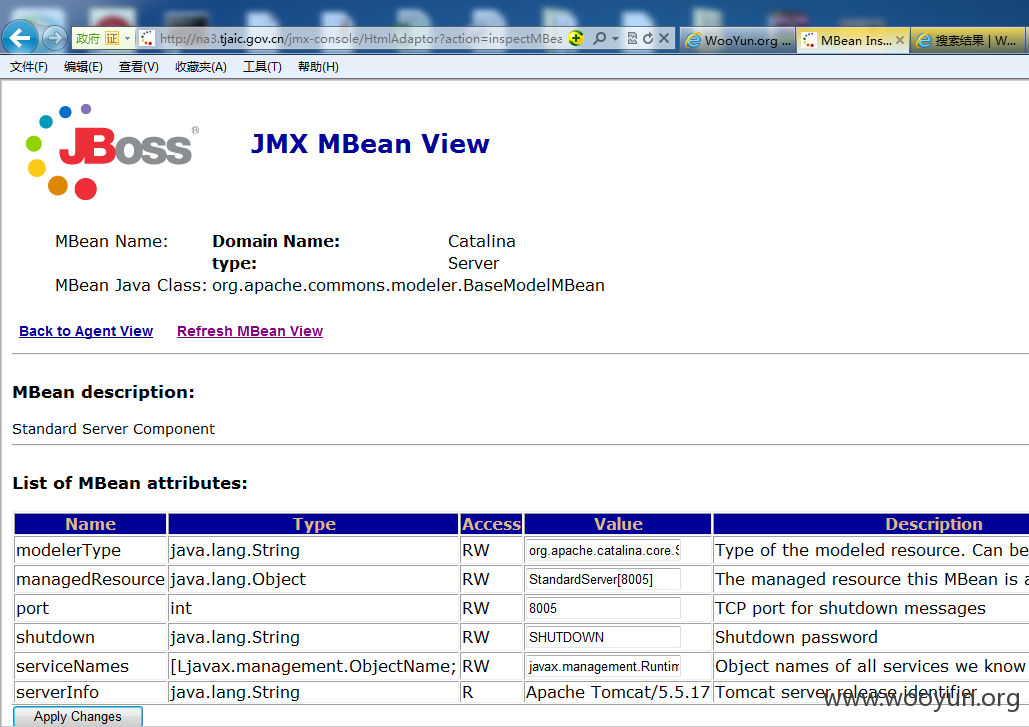 政府 证 http://na3.tjaic.gov.cn/jmx-console/HtmlAdaptor?action=inspectMBea WooYun.org ... MBean Ins... 搜索结果 | W...
文件(F) 编辑(E) 查看(V) 收藏夹(A) 工具(T) 帮助(H)
JBoss® JMX MBean View
MBean Name: Domain Name: Catalina
type: Server
MBean Java Class: org.apache.commons.modeler.BaseModelMBean
Back to Agent View Refresh MBean View
MBean description:
Standard Server Component
List of MBean attributes:
Name Type Access Value Description
modelerType java.lang.String RW org.apache.catalina.core.S Type of the modeled resource. Can be
managedResource java.lang.Object RW StandardServer[8005] The managed resource this MBean is a
port int RW 8005 TCP port for shutdown messages
shutdown java.lang.String RW SHUTDOWN Shutdown password
serviceNames [Ljavax.management.ObjectName; RW javax.management.Runtim Object names of all services we know
serverInfo java.lang.String R Apache Tomcat/5.5.17 Tomcat server release identifier
www.wooyun.org
Apply Changes